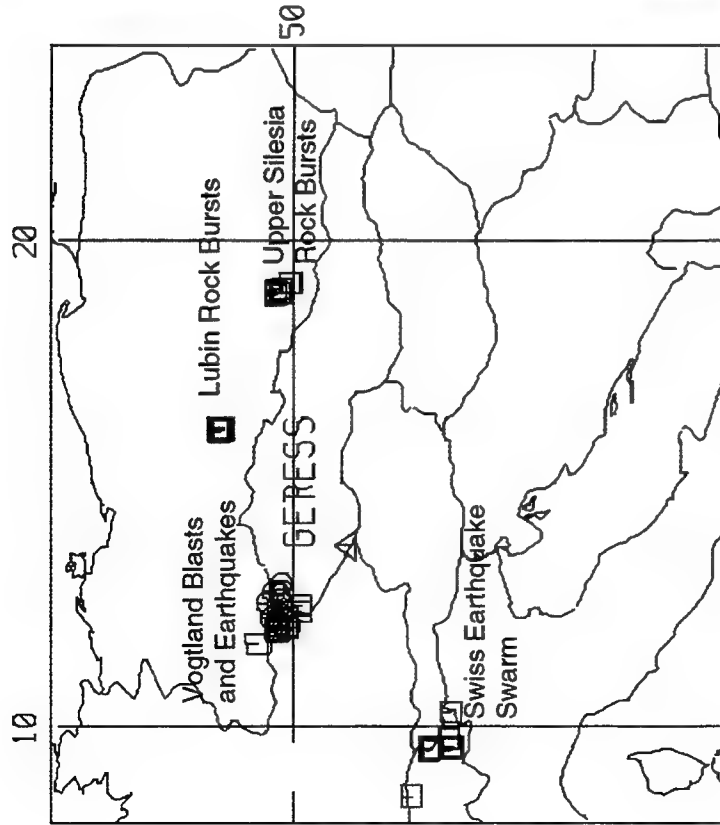 50
20
10
Lubin Rock Bursts
Upper Silesia
Rock Bursts
GERESS
Vogtland Blasts
and Earthquakes
Swiss Earthquake
Swarm